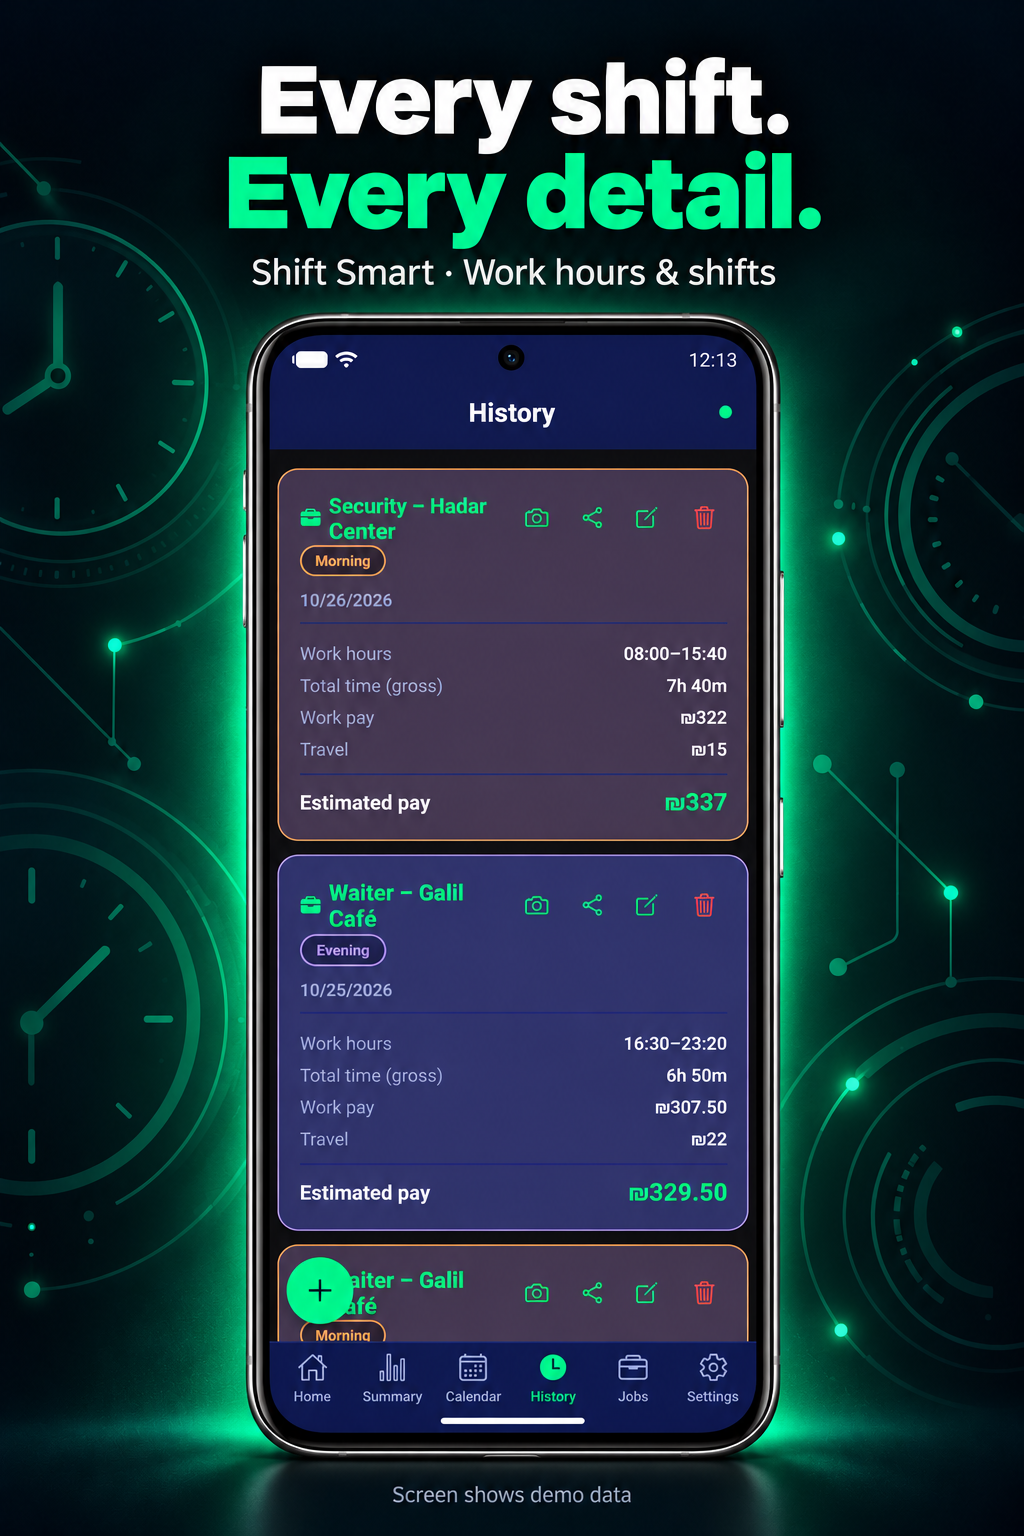 Every shift.
Every detail.
Shift Smart · Work hours & shifts
12:13
History
Security – Hadar
Center
Morning
10/26/2026
Work hours 08:00–15:40
Total time (gross) 7h 40m
Work pay ₪322
Travel ₪15
Estimated pay ₪337
Waiter – Galil
Café
Evening
10/25/2026
Work hours 16:30–23:20
Total time (gross) 6h 50m
Work pay ₪307.50
Travel ₪22
Estimated pay ₪329.50
aiter – Galil
afé
Morning
Home Summary Calendar History Jobs Settings
Screen shows demo data